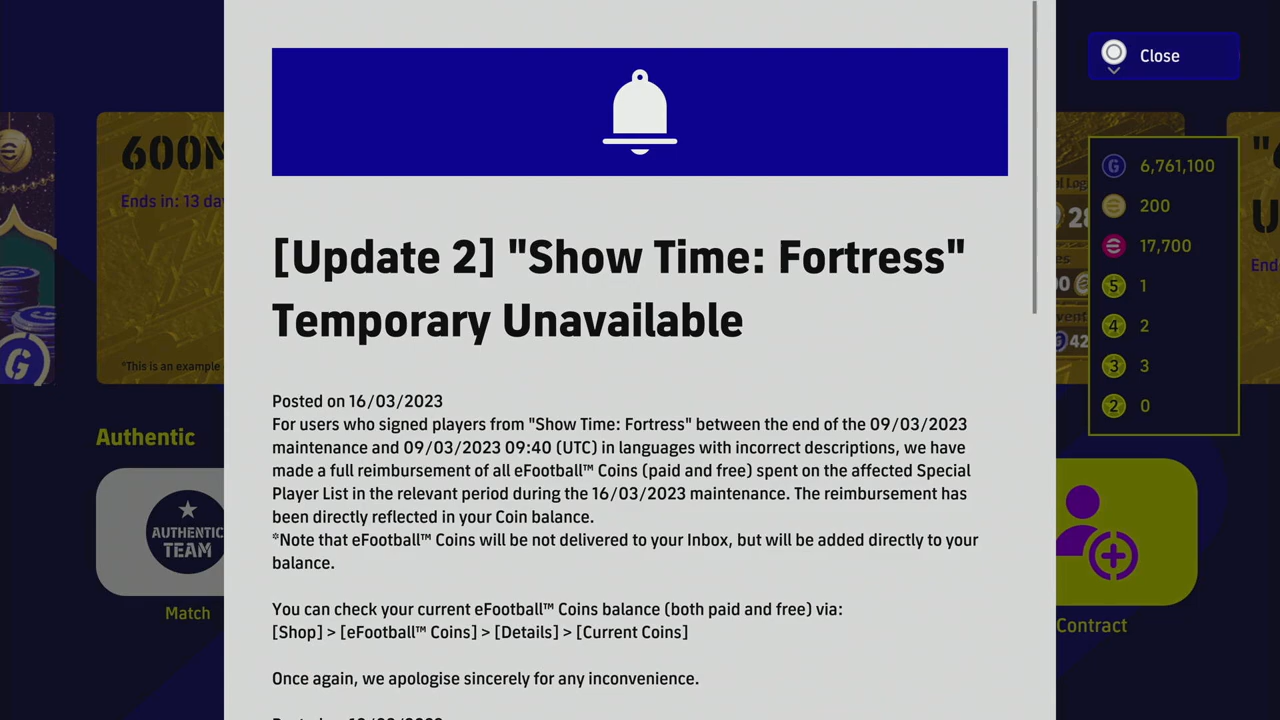 Close
600M
Ends in: 13 da
*This is an example
6,761,100
200
17,700
5 1
4 2
3 3
2 0
[Update 2] "Show Time: Fortress"
Temporary Unavailable
Posted on 16/03/2023
For users who signed players from "Show Time: Fortress" between the end of the 09/03/2023
maintenance and 09/03/2023 09:40 (UTC) in languages with incorrect descriptions, we have
made a full reimbursement of all eFootball™ Coins (paid and free) spent on the affected Special
Player List in the relevant period during the 16/03/2023 maintenance. The reimbursement has
been directly reflected in your Coin balance.
*Note that eFootball™ Coins will be not delivered to your Inbox, but will be added directly to your
balance.
You can check your current eFootball™ Coins balance (both paid and free) via:
[Shop] > [eFootball™ Coins] > [Details] > [Current Coins]
Once again, we apologise sincerely for any inconvenience.
Authentic
AUTHENTIC
TEAM
Match
Contract